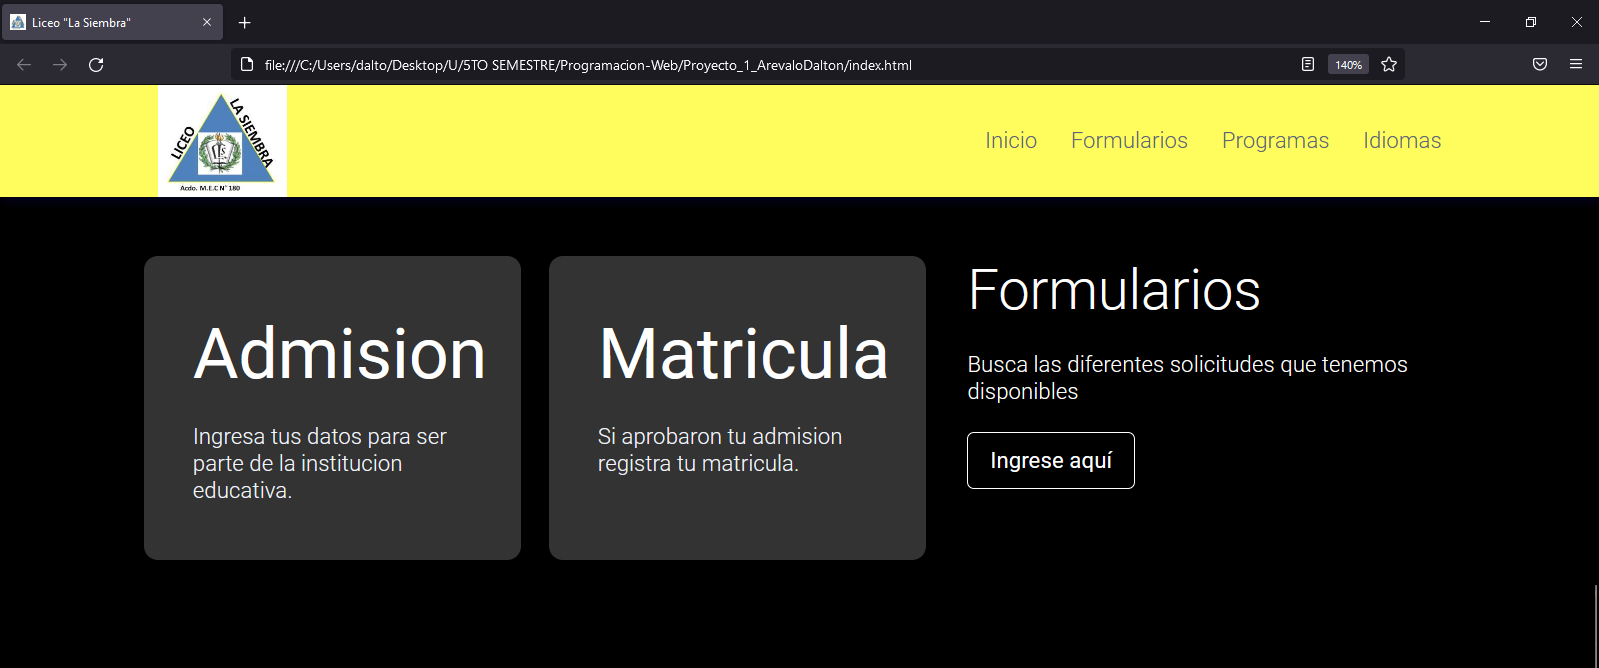 Liceo "La Siembra"
file:///C:/Users/dalto/Desktop/U/5TO SEMESTRE/Programacion-Web/Proyecto_1_ArevaloDalton/index.html
140%
LICEO
LA SIEMBRA
Acdo. M.E.C N° 180
Inicio
Formularios
Programas
Idiomas
Admision
Ingresa tus datos para ser
parte de la institucion
educativa.
Matricula
Si aprobaron tu admision
registra tu matricula.
Formularios
Busca las diferentes solicitudes que tenemos
disponibles
Ingrese aquí